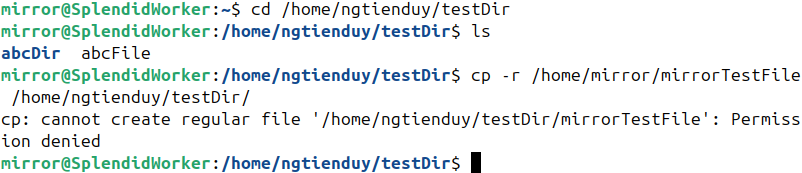 mirror@SplendidWorker:~$ cd /home/ngtienduy/testDir
mirror@SplendidWorker:/home/ngtienduy/testDir$ ls
abcDir  abcFile
mirror@SplendidWorker:/home/ngtienduy/testDir$ cp -r /home/mirror/mirrorTestFile
 /home/ngtienduy/testDir/
cp: cannot create regular file '/home/ngtienduy/testDir/mirrorTestFile': Permiss
ion denied
mirror@SplendidWorker:/home/ngtienduy/testDir$